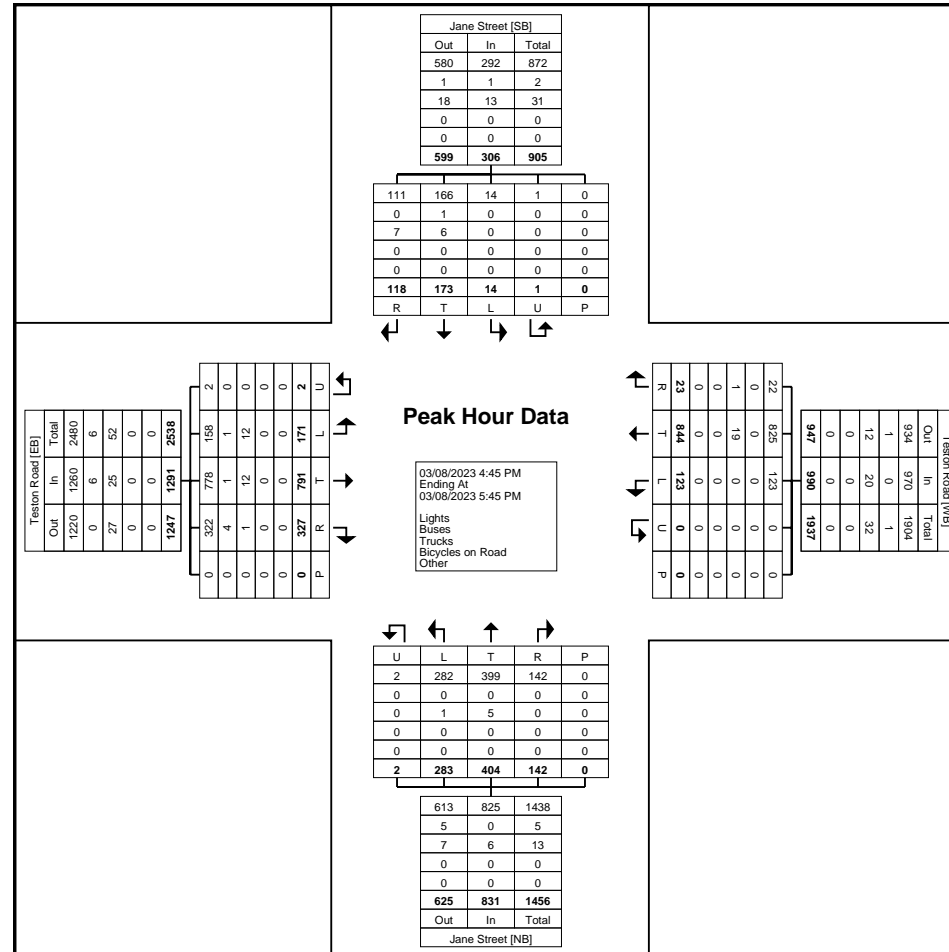 Jane Street [SB]
Out In Total
580 292 872
1 1 2
18 13 31
0 0 0
0 0 0
599 306 905
111 166 14 1 0
0 1 0 0 0
7 6 0 0 0
0 0 0 0 0
0 0 0 0 0
118 173 14 1 0
R T L U P
Teston Road [EB]
Total 2480 6 52 0 0 2538
In 1260 6 25 0 0 1291
Out 1220 0 27 0 0 1247
2 0 0 0 0 2 U
158 1 12 0 0 171 L
778 1 12 0 0 791 T
322 4 1 0 0 327 R
0 0 0 0 0 0 P
Peak Hour Data
03/08/2023 4:45 PM
Ending At
03/08/2023 5:45 PM
Lights
Buses
Trucks
Bicycles on Road
Other
R 23 0 0 1 0 22
T 844 0 0 19 0 825
L 123 0 0 0 0 123
U 0 0 0 0 0 0
P 0 0 0 0 0 0
947 0 0 12 1 934 Out
990 0 0 20 0 970 In
1937 0 0 32 1 1904 Total
Teston Road [WB]
U L T R P
2 282 399 142 0
0 0 0 0 0
0 1 5 0 0
0 0 0 0 0
0 0 0 0 0
2 283 404 142 0
613 825 1438
5 0 5
7 6 13
0 0 0
0 0 0
625 831 1456
Out In Total
Jane Street [NB]